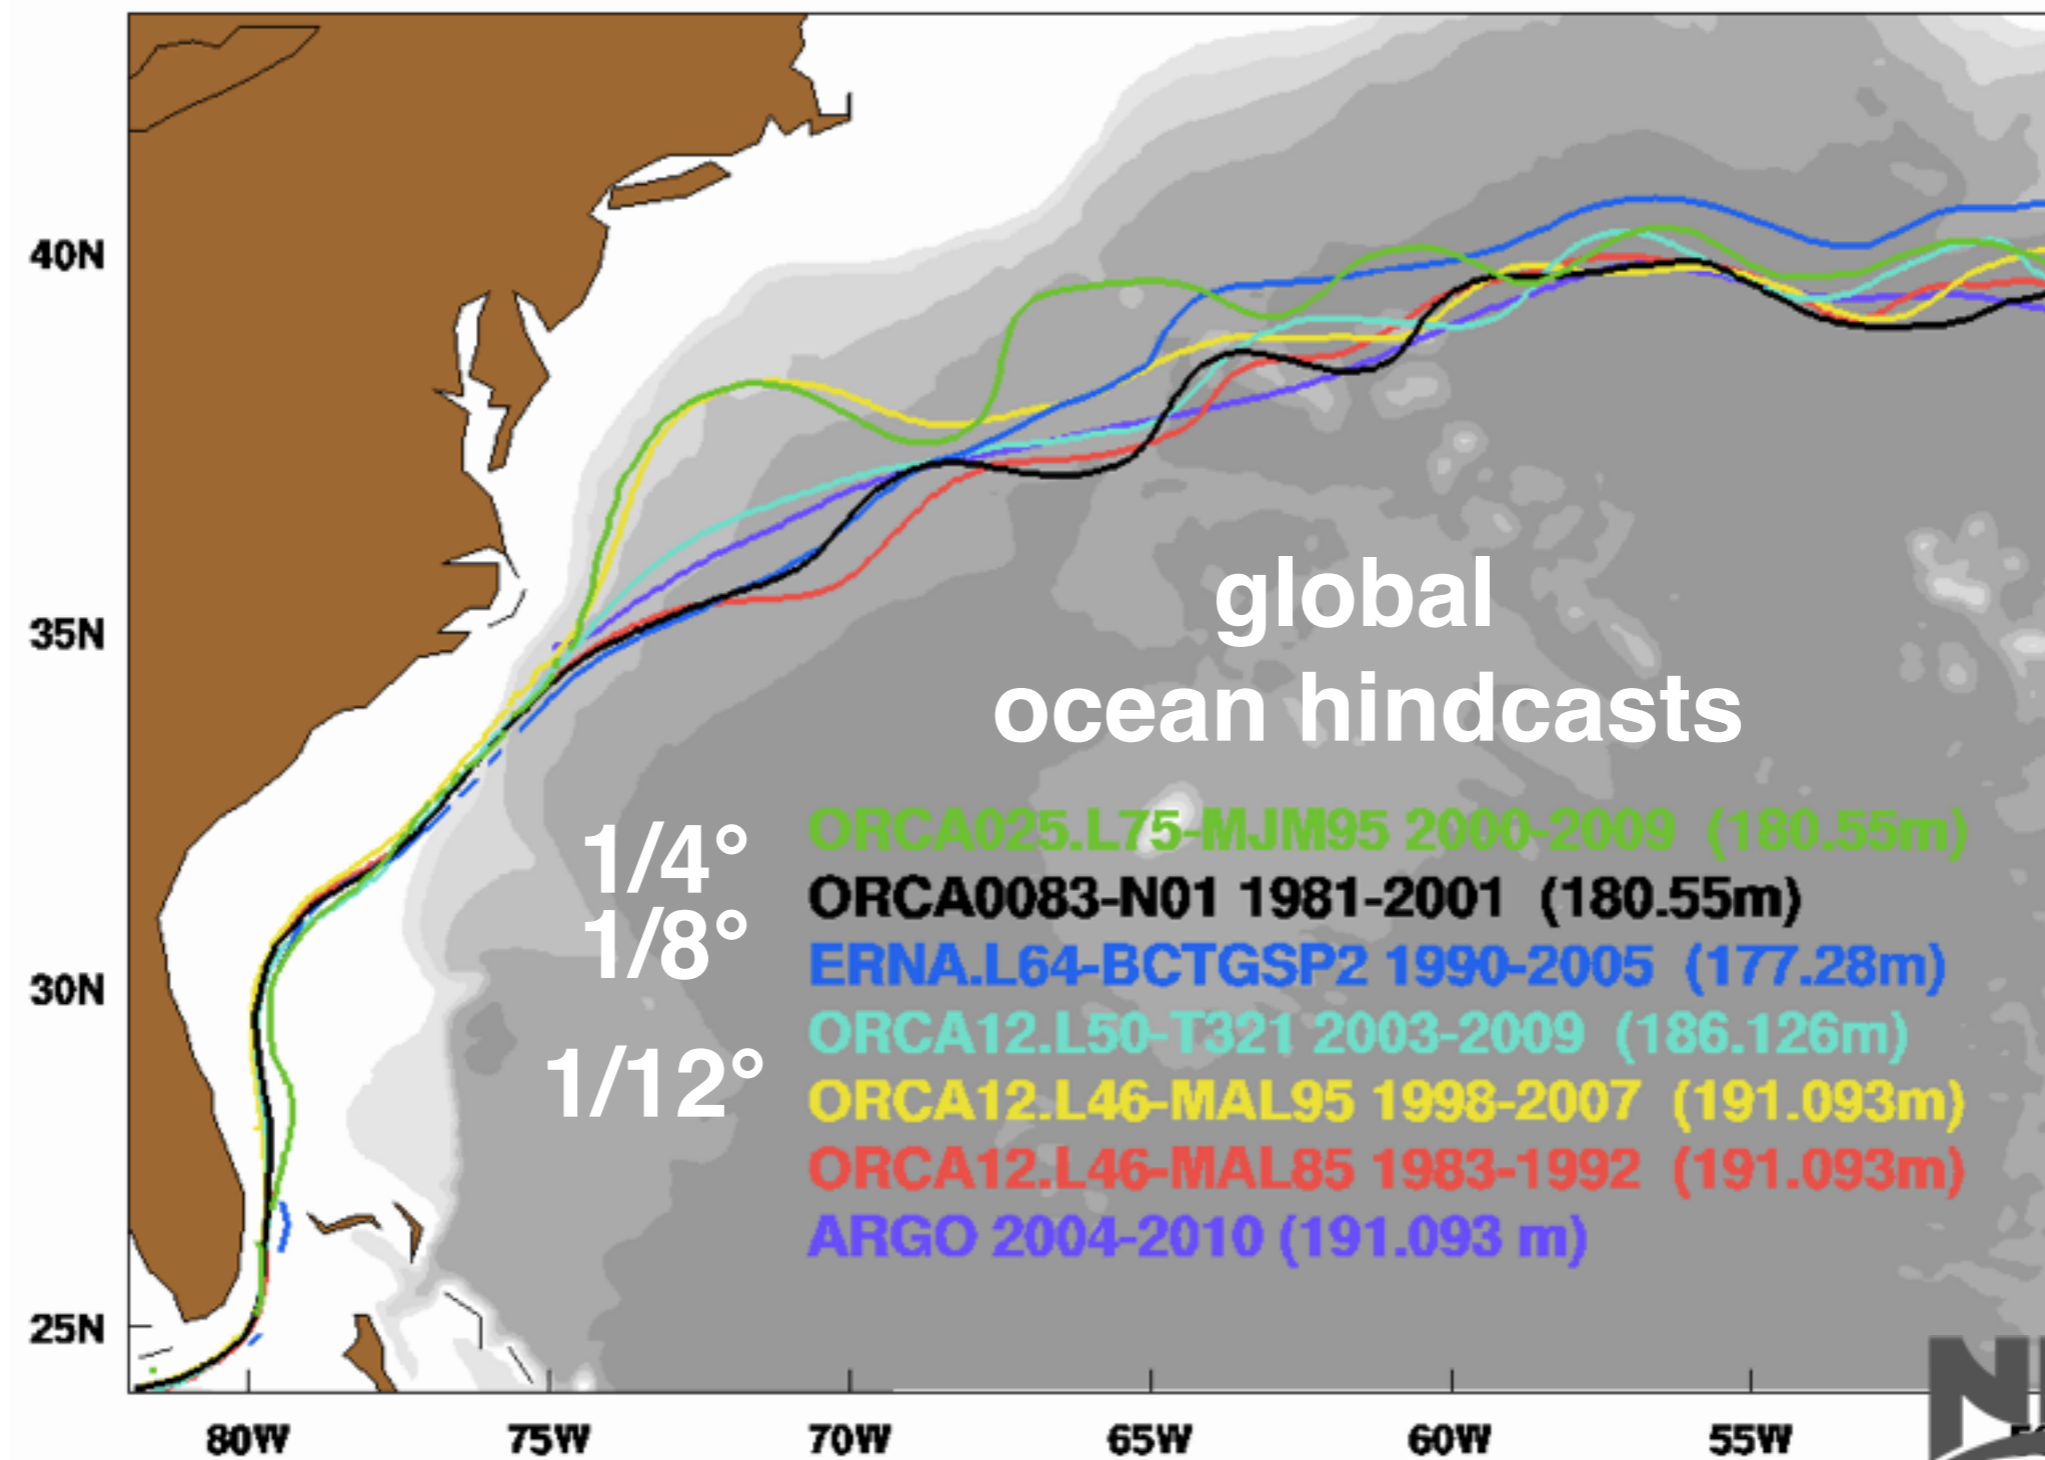 40N
35N
30N
25N
80W
75W
70W
65W
60W
55W
global
ocean hindcasts
1/4°
1/8°
1/12°
ORCA025.L75-MJM95 2000-2009 (180.55m)
ORCA0083-N01 1981-2001 (180.55m)
ERNA.L64-BCTGSP2 1990-2005 (177.28m)
ORCA12.L50-T321 2003-2009 (186.126m)
ORCA12.L46-MAL95 1998-2007 (191.093m)
ORCA12.L46-MAL85 1983-1992 (191.093m)
ARGO 2004-2010 (191.093 m)